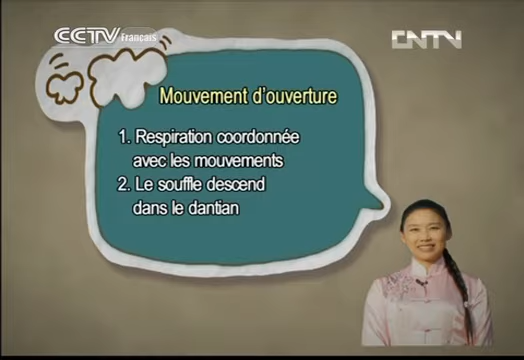 CCTV Français
CNTV
Mouvement d'ouverture
1. Respiration coordonnée
avec les mouvements
2. Le souffle descend
dans le dantian